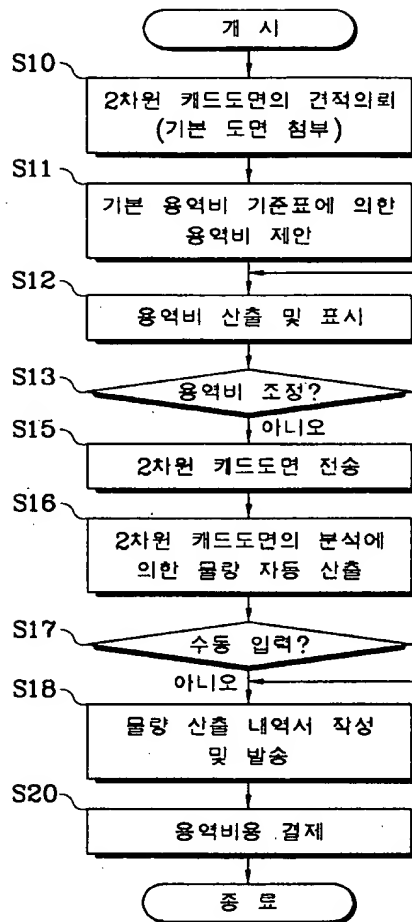 개 시
S10
2차원 캐드도면의 견적의뢰
(기본 도면 첨부)
S11
기본 용역비 기준표에 의한
용역비 제안
S12
용역비 산출 및 표시
S13
용역비 조정?
아니오
S15
2차원 캐드도면 전송
S16
2차원 캐드도면의 분석에
의한 물량 자동 산출
S17
수동 입력?
아니오
S18
물량 산출 내역서 작성
및 발송
S20
용역비용 결제
종 료